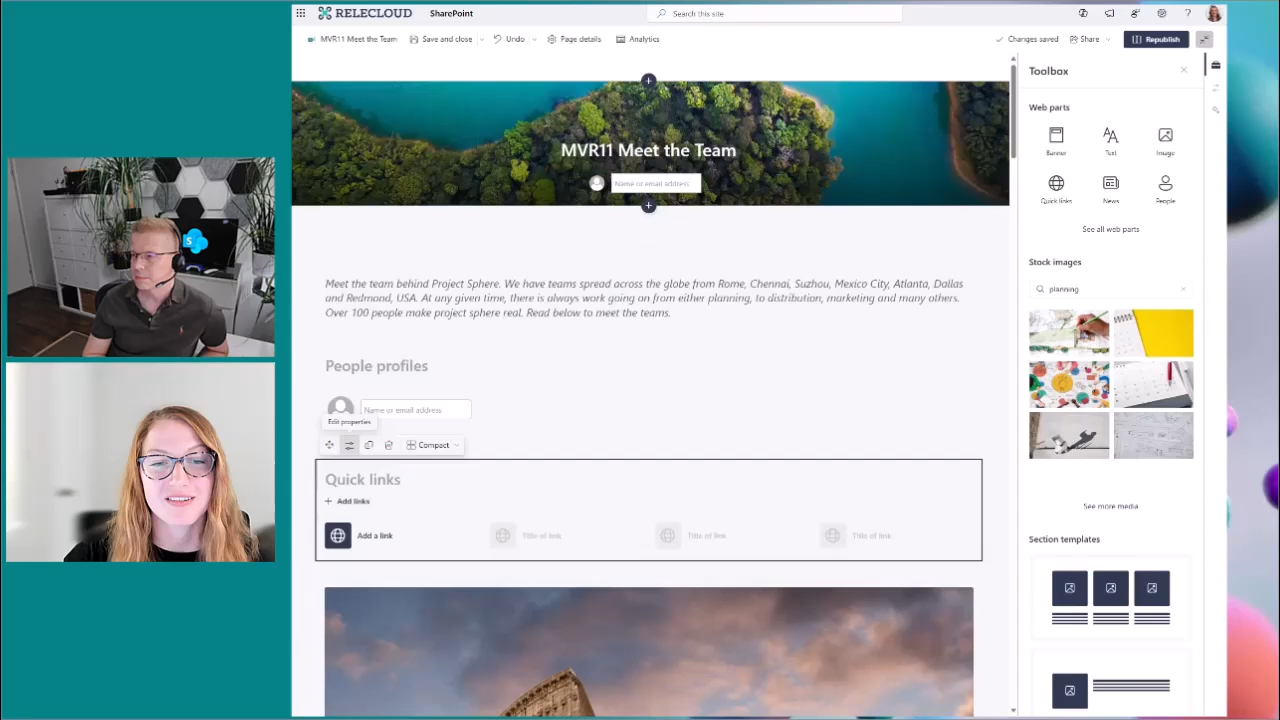 RELECLOUD
SharePoint
Search this site
MVR11 Meet the Team
Save and close
Undo
Page details
Analytics
Changes saved
Share
Republish
MVR11 Meet the Team
Name or email address
Meet the team behind Project Sphere. We have teams spread across the globe from Rome, Chennai, Suzhou, Mexico City, Atlanta, Dallas
and Redmond, USA. At any given time, there is always work going on from either planning, to distribution, marketing and many others.
Over 100 people make project sphere real. Read below to meet the teams.
People profiles
Name or email address
Edit properties
Compact
Quick links
+ Add links
Add a link
Title of link
Title of link
Title of link
Toolbox
Web parts
Banner
Text
Image
Quick links
News
People
See all web parts
Stock images
planning
See more media
Section templates
S